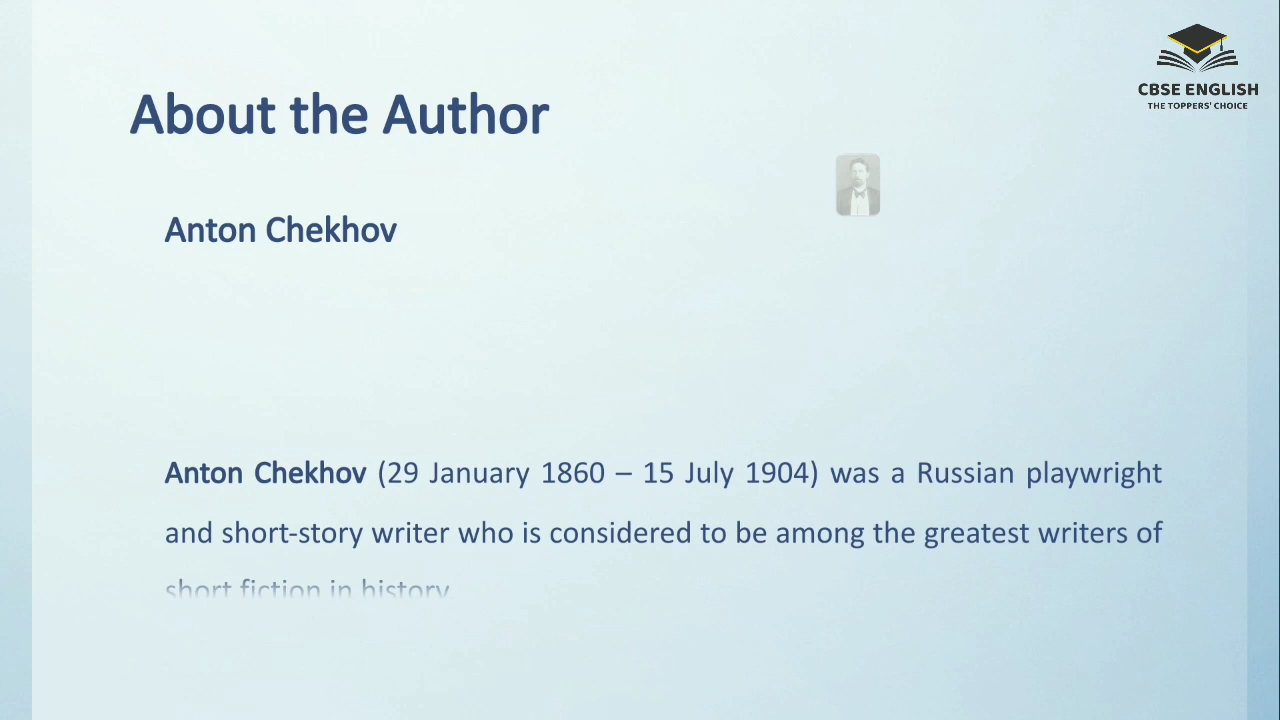 CBSE ENGLISH
THE TOPPERS' CHOICE
About the Author
Anton Chekhov
Anton Chekhov (29 January 1860 – 15 July 1904) was a Russian playwright
and short-story writer who is considered to be among the greatest writers of
short fiction in history